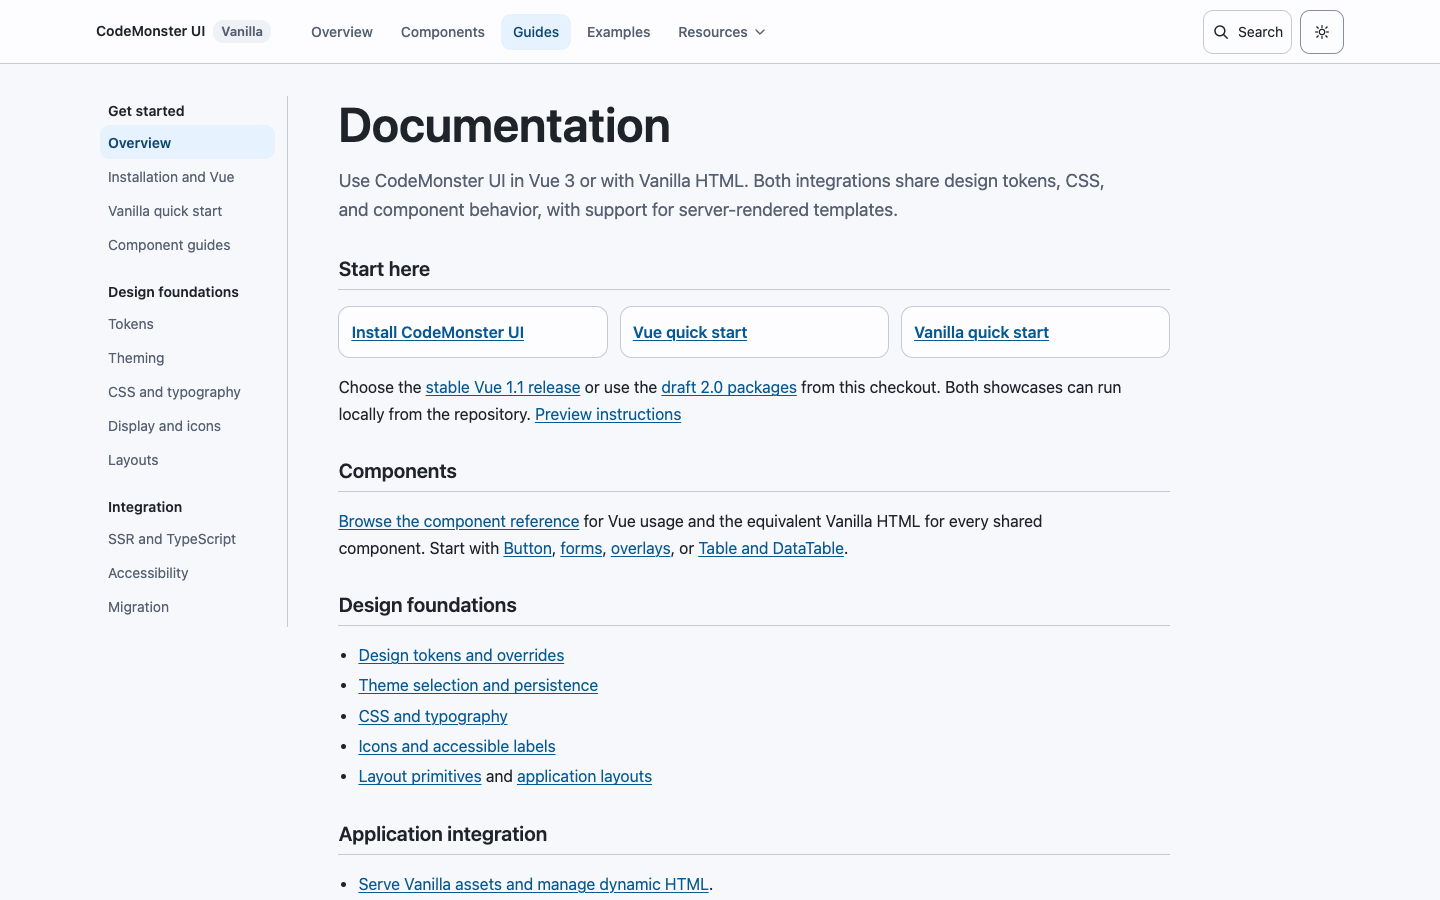 CodeMonster UI Vanilla Overview Components Guides Examples Resources Search
Get started
Overview
Installation and Vue
Vanilla quick start
Component guides
Design foundations
Tokens
Theming
CSS and typography
Display and icons
Layouts
Integration
SSR and TypeScript
Accessibility
Migration
Documentation
Use CodeMonster UI in Vue 3 or with Vanilla HTML. Both integrations share design tokens, CSS,
and component behavior, with support for server-rendered templates.
Start here
Install CodeMonster UI Vue quick start Vanilla quick start
Choose the stable Vue 1.1 release or use the draft 2.0 packages from this checkout. Both showcases can run
locally from the repository. Preview instructions
Components
Browse the component reference for Vue usage and the equivalent Vanilla HTML for every shared
component. Start with Button, forms, overlays, or Table and DataTable.
Design foundations
• Design tokens and overrides
• Theme selection and persistence
• CSS and typography
• Icons and accessible labels
• Layout primitives and application layouts
Application integration
• Serve Vanilla assets and manage dynamic HTML.